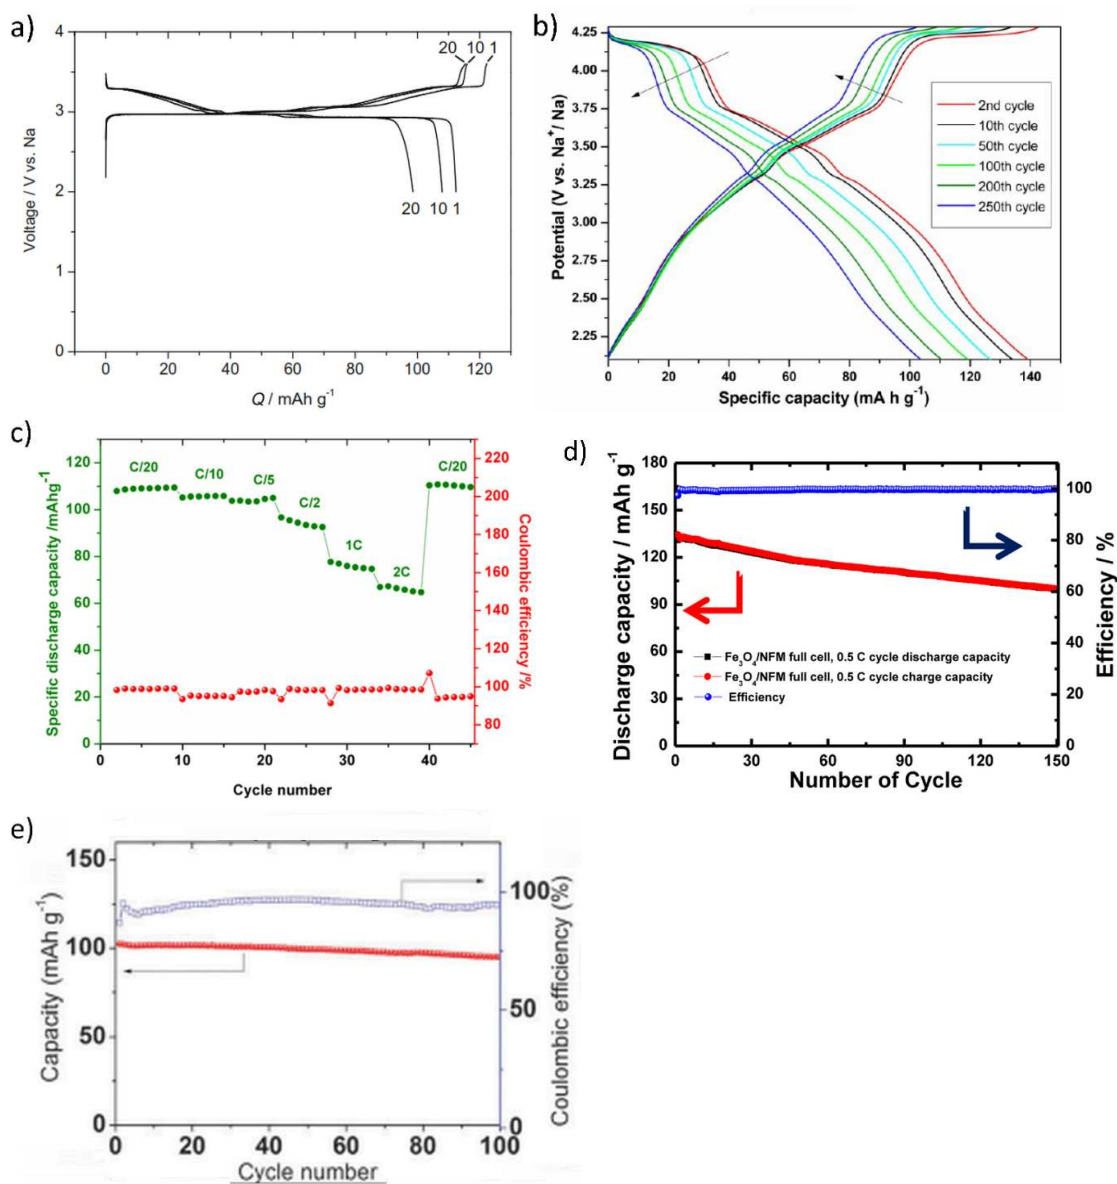 a)
4
3
2
1
0
Voltage / V vs. Na
20 10 1
20 10 1
0 20 40 60 80 100 120
Q / mAh g-1
b)
4.25
4.00
3.75
3.50
3.25
3.00
2.75
2.50
2.25
Potential (V vs. Na+/ Na)
2nd cycle
10th cycle
50th cycle
100th cycle
200th cycle
250th cycle
0 20 40 60 80 100 120 140
Specific capacity (mA h g-1)
c)
120
100
80
60
40
20
0
Specific discharge capacity /mAhg-1
C/20
C/10
C/5
C/2
1C
2C
C/20
220
200
180
160
140
120
100
80
Coulombic efficiency /%
0 10 20 30 40
Cycle number
d)
180
150
120
90
60
30
0
Discharge capacity / mAh g-1
100
80
60
40
20
0
Efficiency / %
Fe3O4/NFM full cell, 0.5 C cycle discharge capacity
Fe3O4/NFM full cell, 0.5 C cycle charge capacity
Efficiency
0 30 60 90 120 150
Number of Cycle
e)
150
100
50
0
Capacity (mAh g-1)
100
50
0
Coulombic efficiency (%)
0 20 40 60 80 100
Cycle number